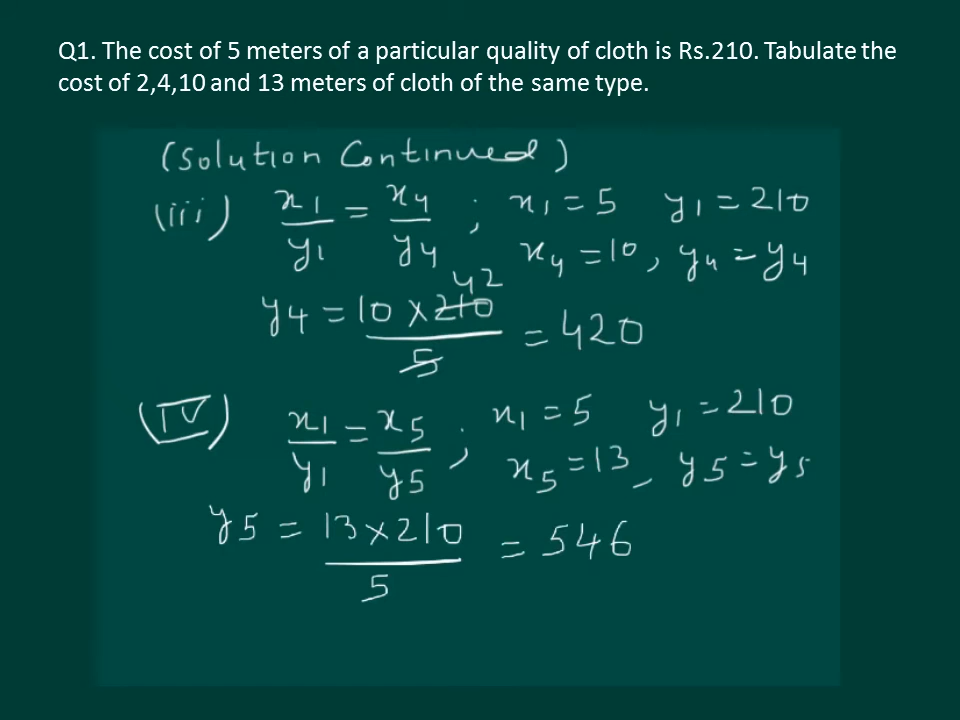 Q1. The cost of 5 meters of a particular quality of cloth is Rs.210. Tabulate the
cost of 2,4,10 and 13 meters of cloth of the same type.
(Solution Continued)
(iii) x1/y1 = x4/y4 ; x1 = 5 y1 = 210
x4 = 10, y4 = y4
42
y4 = 10 × 210/5 = 420
(IV) x1/y1 = x5/y5 ; x1 = 5 y1 = 210
x5 = 13, y5 = y5
y5 = 13 × 210/5 = 546